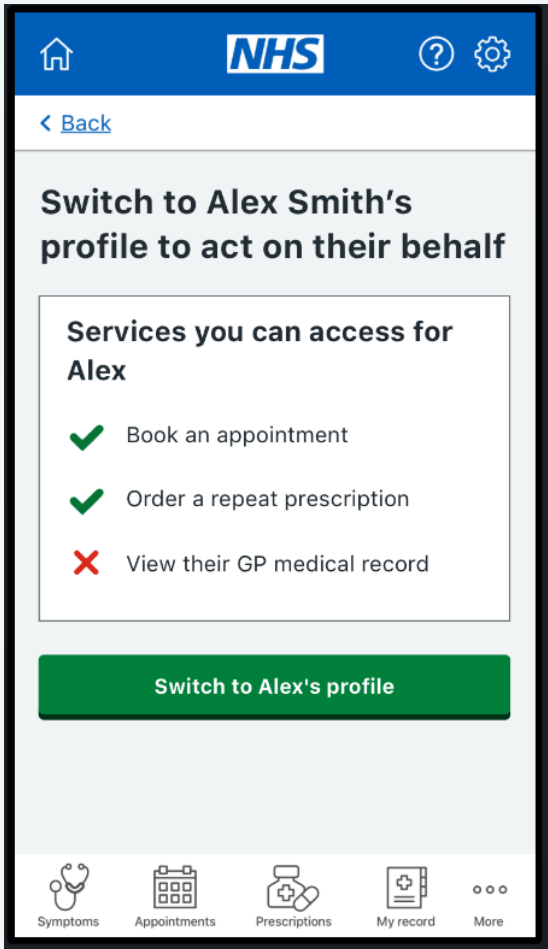 NHS
Back
Switch to Alex Smith’s
profile to act on their behalf
Services you can access for
Alex
Book an appointment
Order a repeat prescription
View their GP medical record
Switch to Alex's profile
Symptoms
Appointments
Prescriptions
My record
More